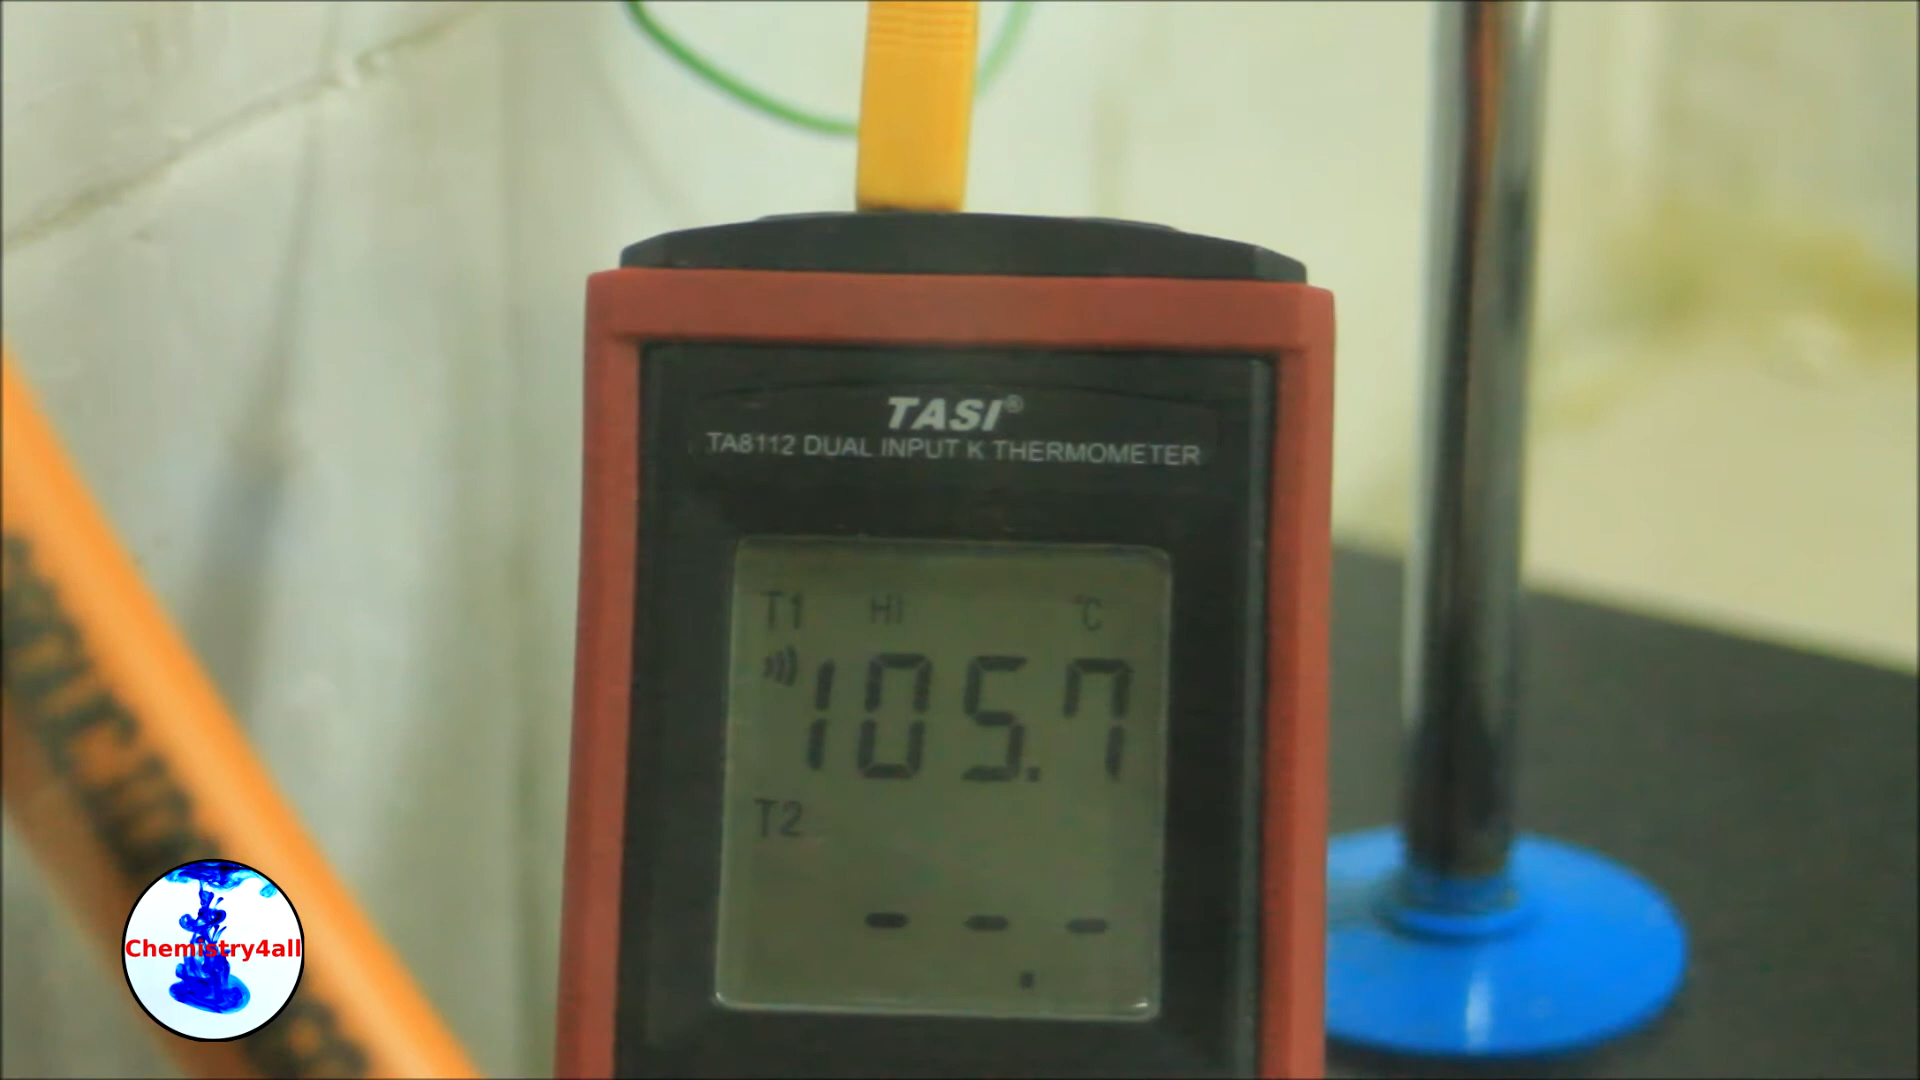 TASI®
TA8112 DUAL INPUT K THERMOMETER
T1 HI °C
105.7
T2
- - . -
Chemistry4all